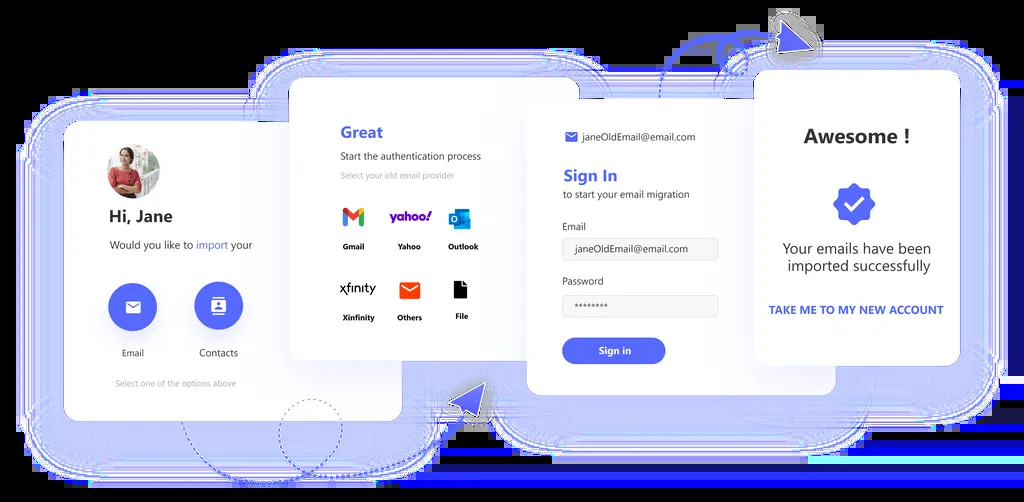 Hi, Jane
Would you like to import your
Email
Contacts
Select one of the options above
Great
Start the authentication process
Select your old email provider
Gmail
yahoo!
Yahoo
Outlook
xfinity
Xinfinity
Others
File
janeOldEmail@email.com
Sign In
to start your email migration
Email
janeOldEmail@email.com
Password
********
Sign in
Awesome !
Your emails have been
imported successfully
TAKE ME TO MY NEW ACCOUNT